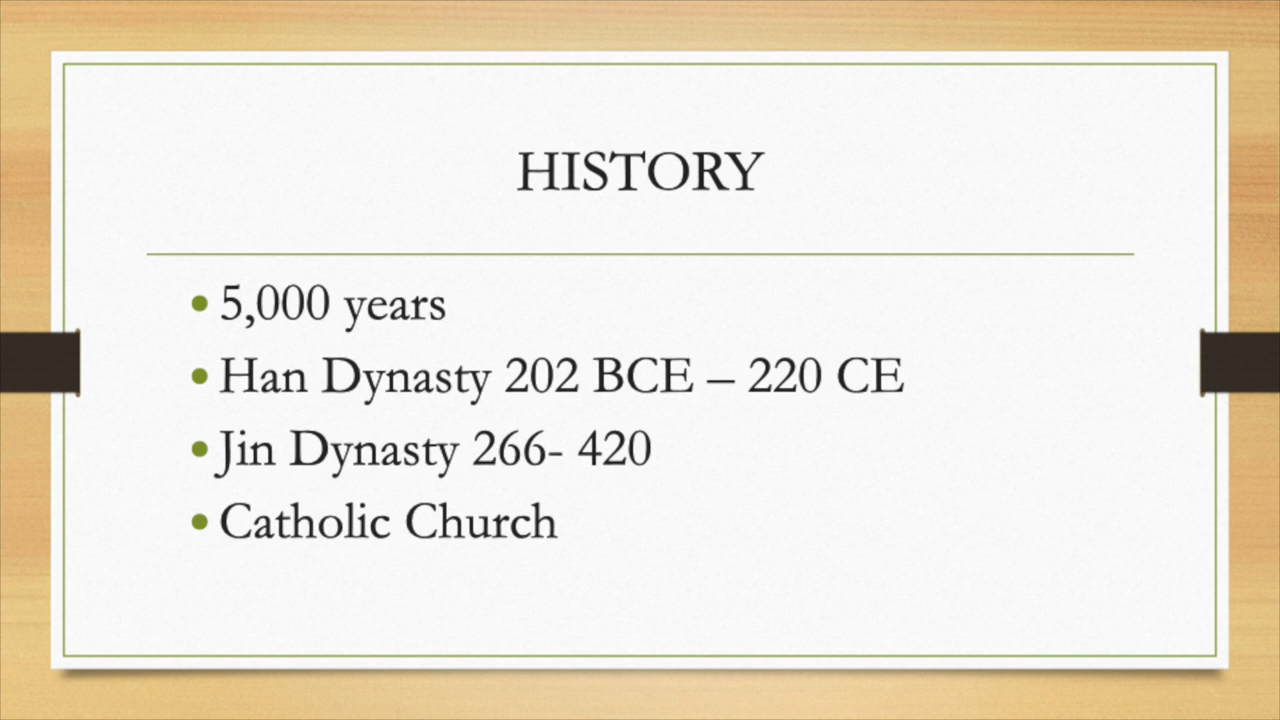 HISTORY
• 5,000 years
• Han Dynasty 202 BCE – 220 CE
• Jin Dynasty 266- 420
• Catholic Church